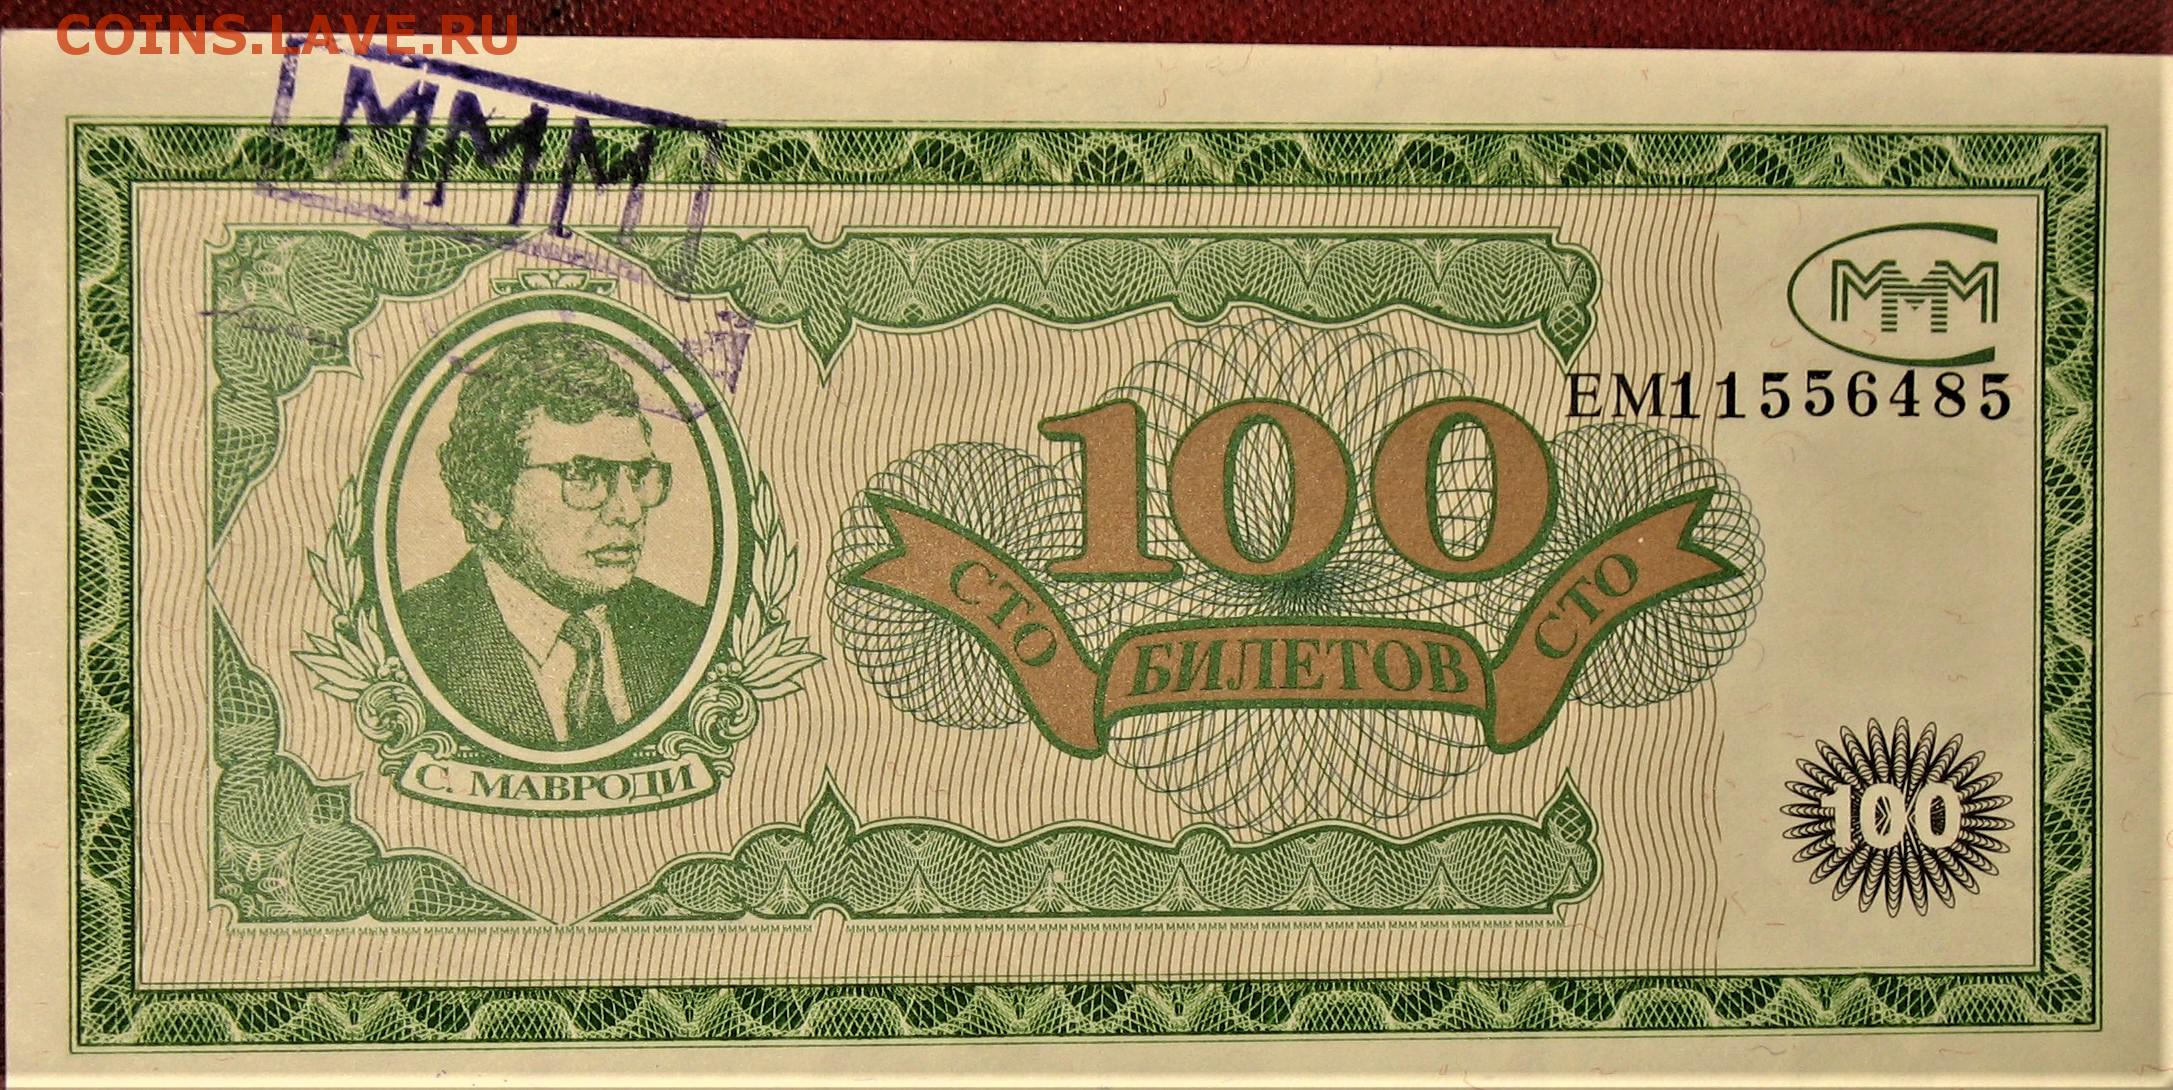 COINS.LAVE.RU
МММ
МММ
ЕМ11556485
100
СТО БИЛЕТОВ СТО
С. МАВРОДИ
100